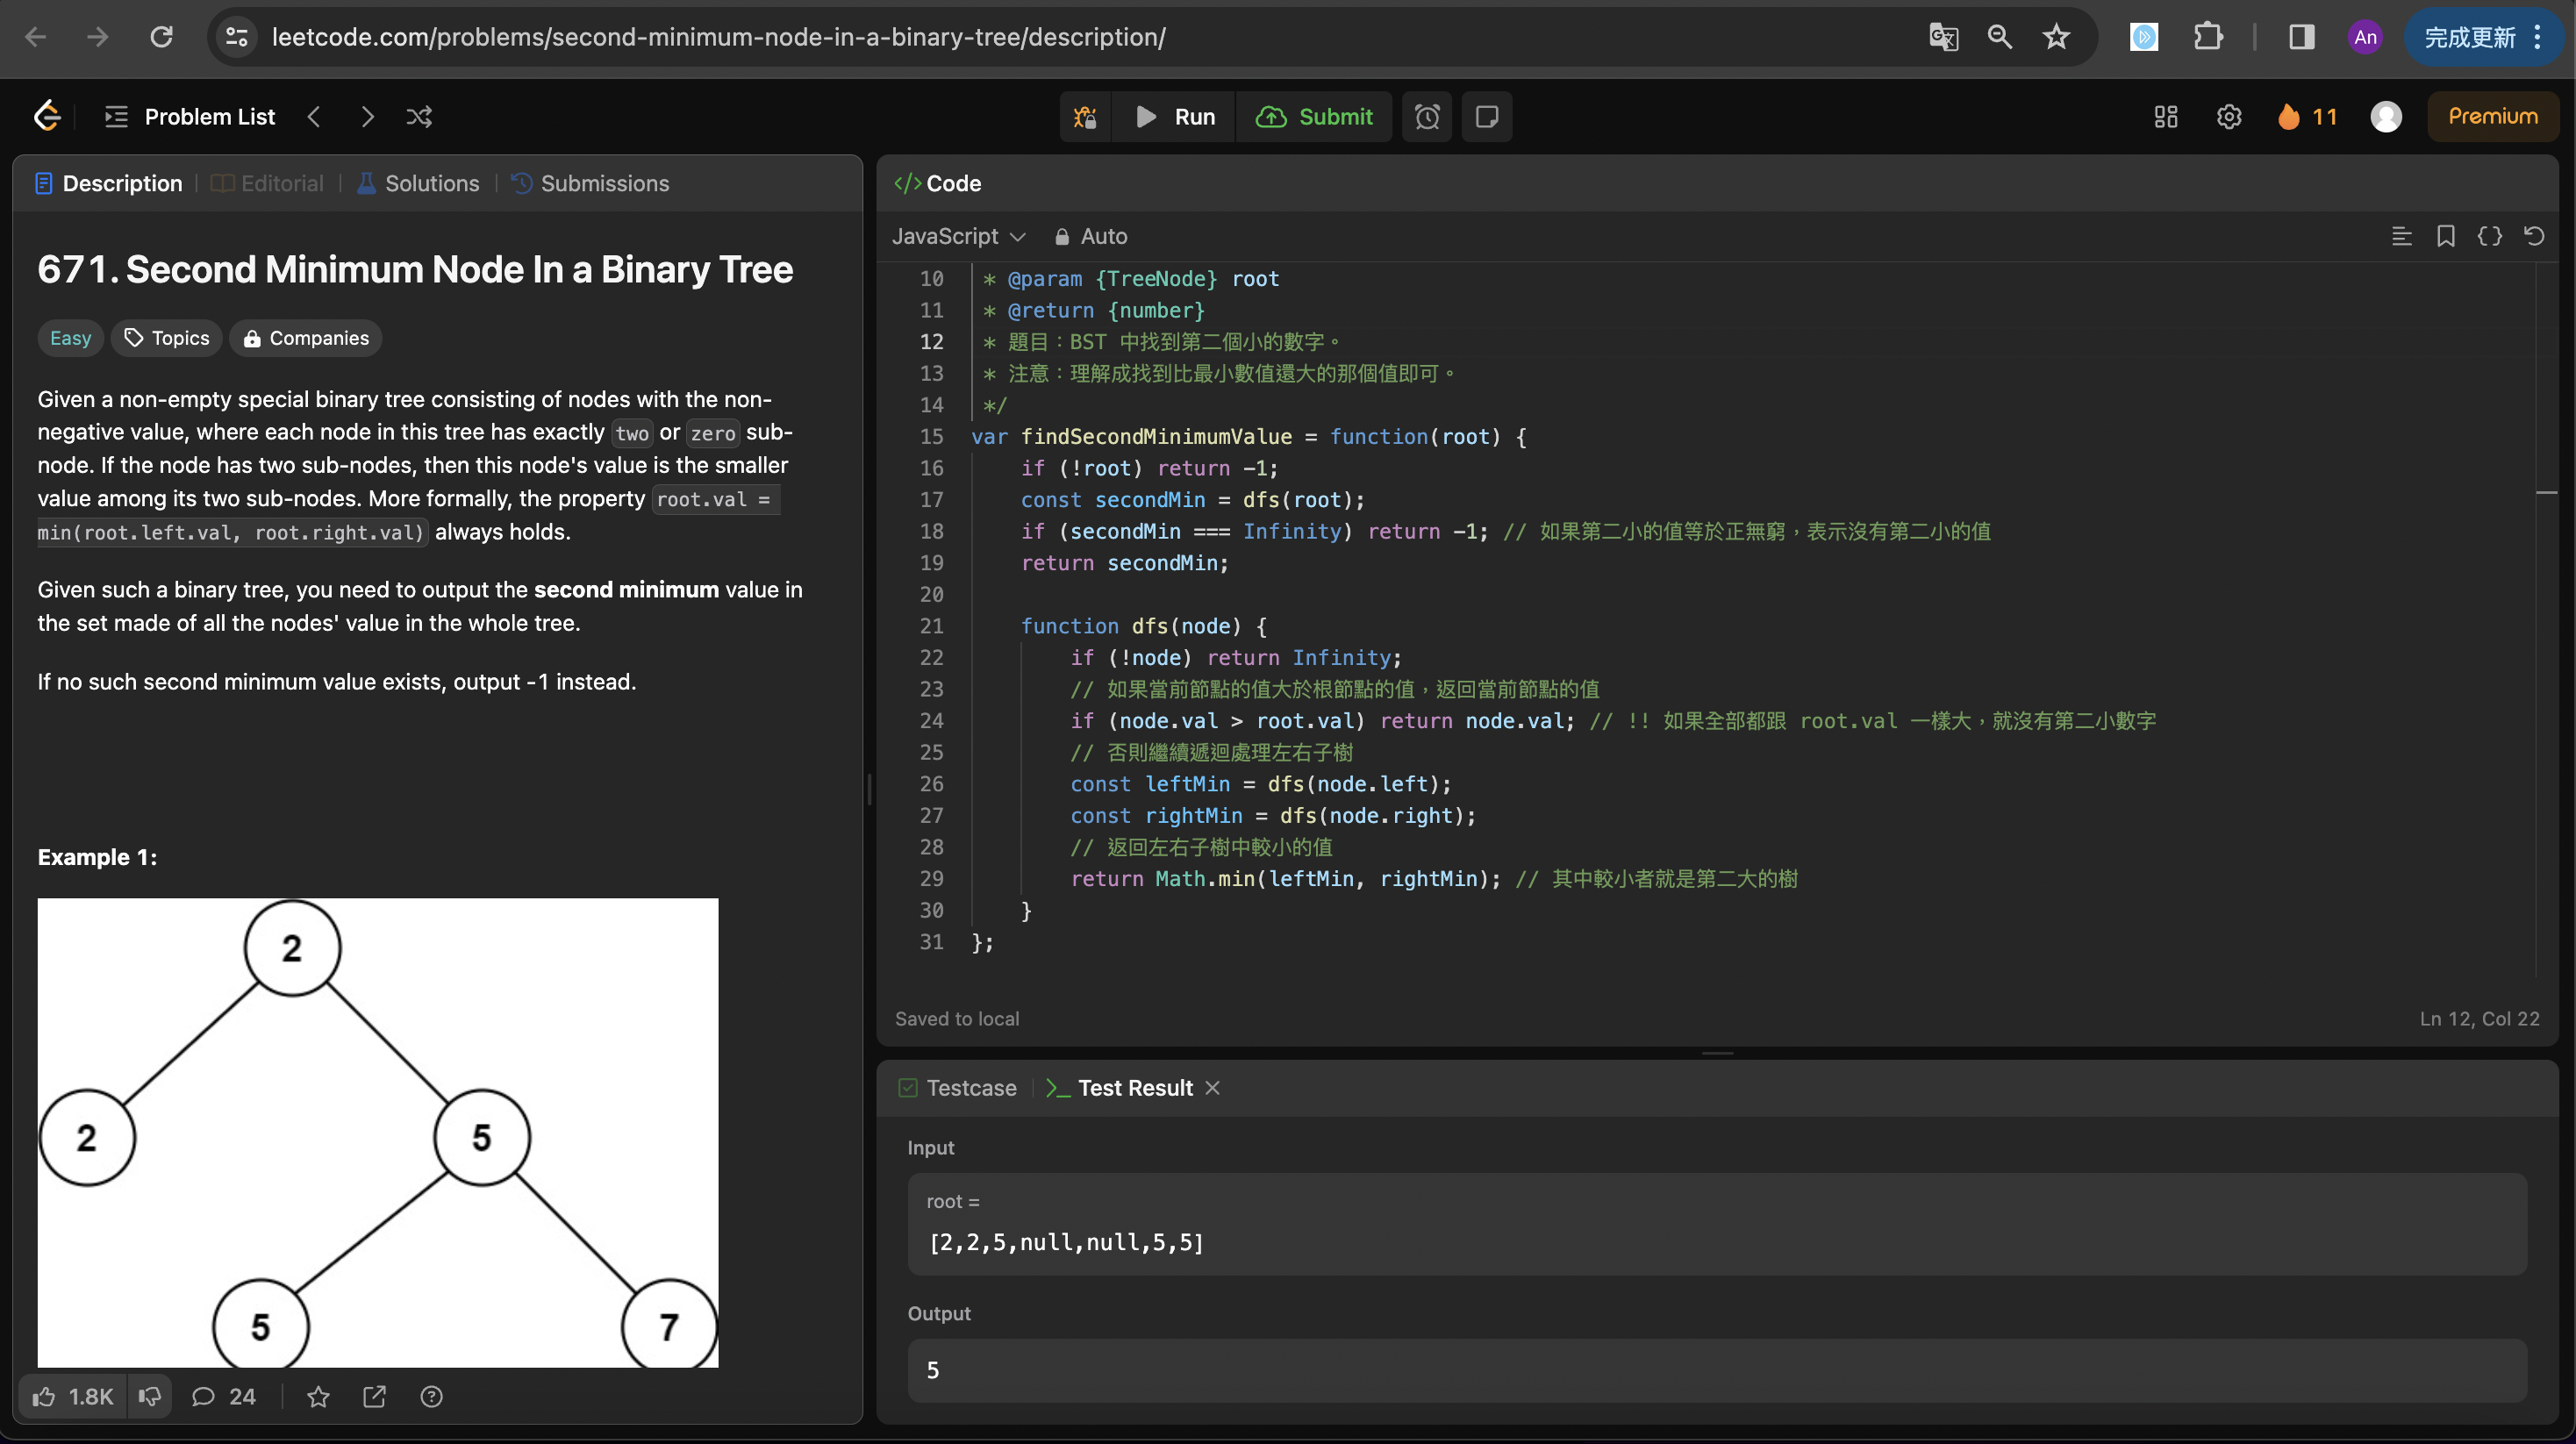 leetcode.com/problems/second-minimum-node-in-a-binary-tree/description/
An
完成更新
Problem List
Run
Submit
11
Premium
Description
Editorial
Solutions
Submissions
671. Second Minimum Node In a Binary Tree
Easy
Topics
Companies
Given a non-empty special binary tree consisting of nodes with the non-
negative value, where each node in this tree has exactly two or zero sub-
node. If the node has two sub-nodes, then this node's value is the smaller
value among its two sub-nodes. More formally, the property root.val =
min(root.left.val, root.right.val) always holds.
Given such a binary tree, you need to output the second minimum value in
the set made of all the nodes' value in the whole tree.
If no such second minimum value exists, output -1 instead.
Example 1:
2
2
5
5
7
1.8K
24
Code
JavaScript
Auto
10 * @param {TreeNode} root
11 * @return {number}
12 * 題目：BST 中找到第二個小的數字。
13 * 注意：理解成找到比最小數值還大的那個值即可。
14 */
15 var findSecondMinimumValue = function(root) {
16 if (!root) return -1;
17 const secondMin = dfs(root);
18 if (secondMin === Infinity) return -1; // 如果第二小的值等於正無窮，表示沒有第二小的值
19 return secondMin;
20
21 function dfs(node) {
22 if (!node) return Infinity;
23 // 如果當前節點的值大於根節點的值，返回當前節點的值
24 if (node.val > root.val) return node.val; // !! 如果全部都跟 root.val 一樣大，就沒有第二小數字
25 // 否則繼續遞迴處理左右子樹
26 const leftMin = dfs(node.left);
27 const rightMin = dfs(node.right);
28 // 返回左右子樹中較小的值
29 return Math.min(leftMin, rightMin); // 其中較小者就是第二大的樹
30 }
31 };
Saved to local
Ln 12, Col 22
Testcase
Test Result
Input
root =
[2,2,5,null,null,5,5]
Output
5